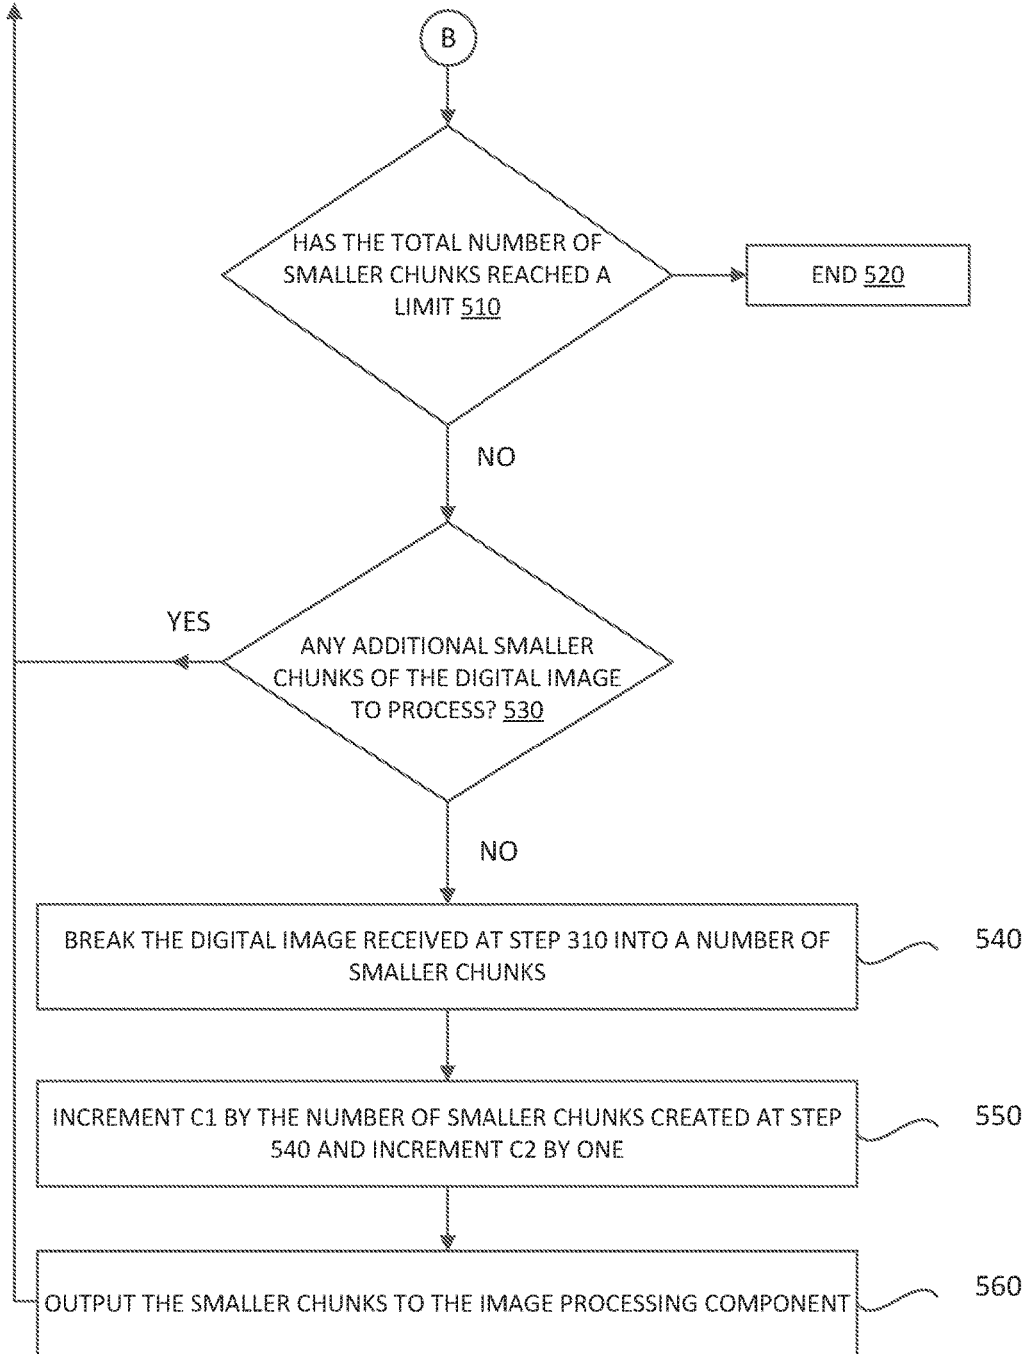 B
HAS THE TOTAL NUMBER OF
SMALLER CHUNKS REACHED A
LIMIT 510
END 520
NO
YES
ANY ADDITIONAL SMALLER
CHUNKS OF THE DIGITAL IMAGE
TO PROCESS? 530
NO
BREAK THE DIGITAL IMAGE RECEIVED AT STEP 310 INTO A NUMBER OF
SMALLER CHUNKS
540
INCREMENT C1 BY THE NUMBER OF SMALLER CHUNKS CREATED AT STEP
540 AND INCREMENT C2 BY ONE
550
OUTPUT THE SMALLER CHUNKS TO THE IMAGE PROCESSING COMPONENT
560